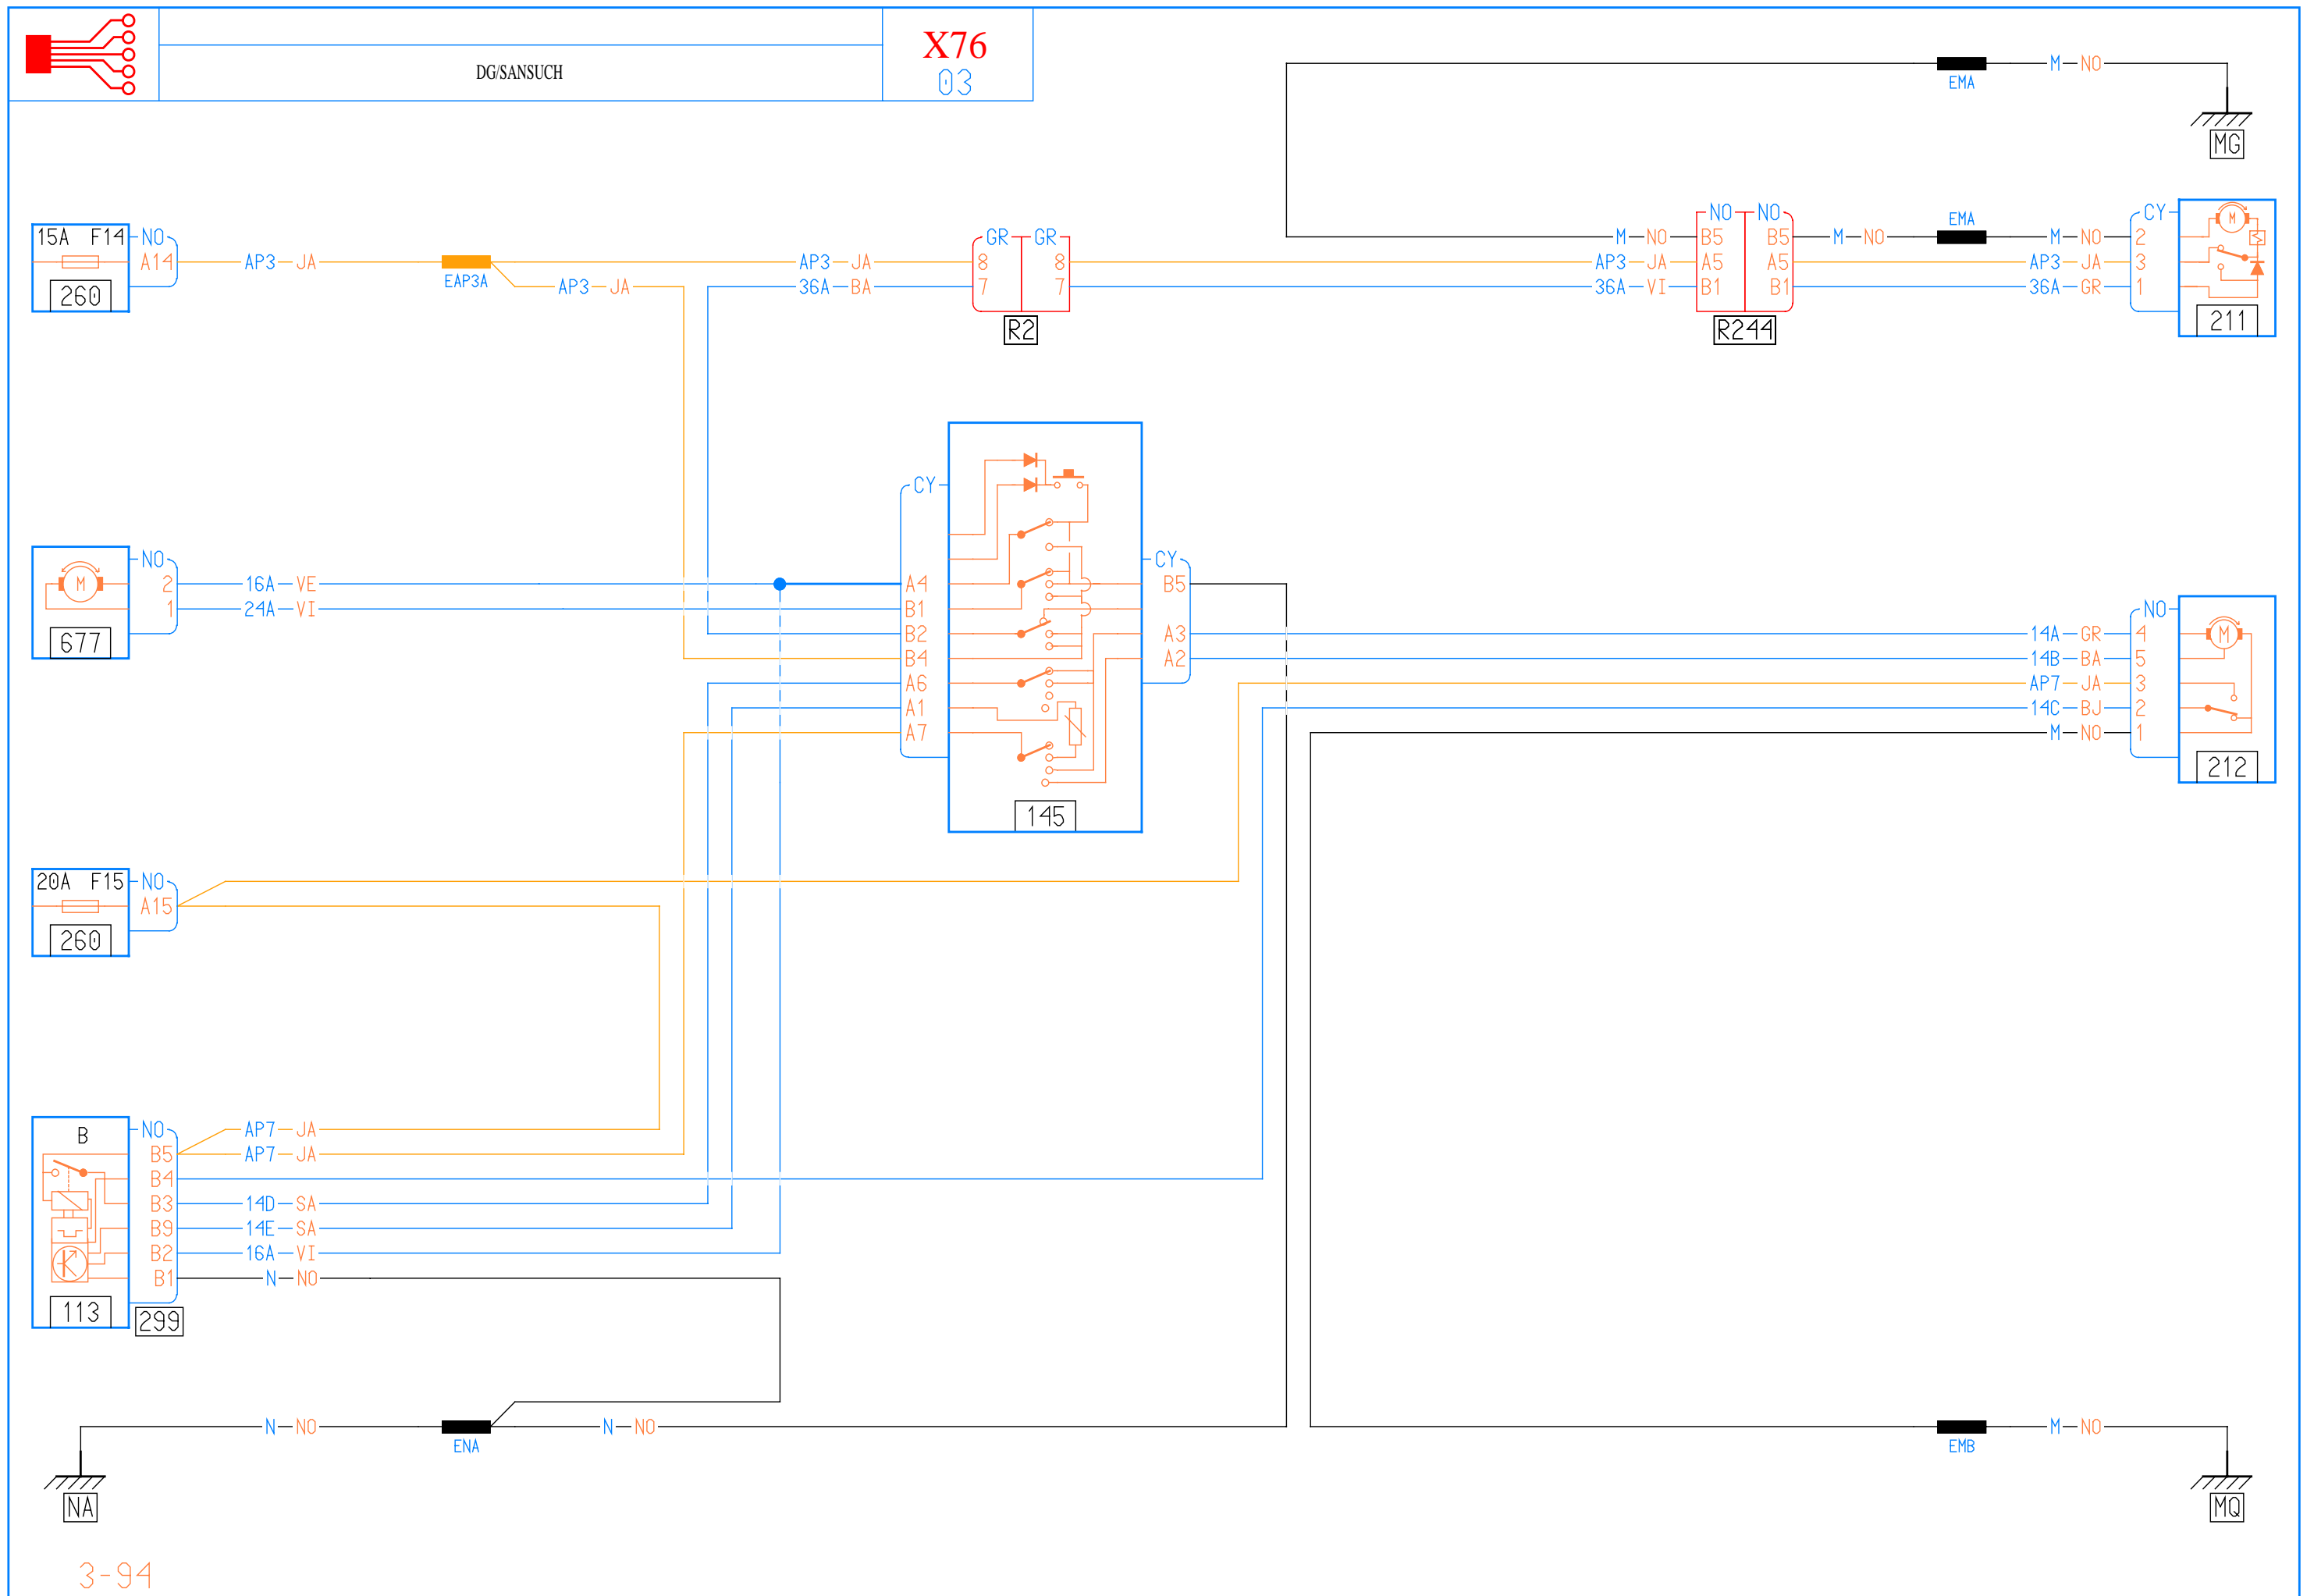 X76
DG/SANSUCH
03
EMA M NO
MG
15A F14 NO
A14 AP3 JA
260
EAP3A
AP3 JA
AP3 JA
36A BA
GR GR
8 8
7 7
R2
M NO
AP3 JA
36A VI
NO NO
B5 B5
A5 A5
B1 B1
R244
M NO
EMA
M NO
AP3 JA
36A GR
CY
2
3
1
M
211
CY
A4
B1
B2
B4
A6
A1
A7
145
CY
B5
A3
A2
NO
M
2 16A VE
1 24A VI
677
14A GR 4
14B BA 5
AP7 JA 3
14C BJ 2
M NO 1
NO
M
212
20A F15 NO
A15
260
B NO
AP7 JA
B5 AP7 JA
B4
B3 14D SA
B9 14E SA
B2 16A VI
B1 N NO
113
299
N NO
ENA
N NO
NA
EMB
M NO
MQ
3-94